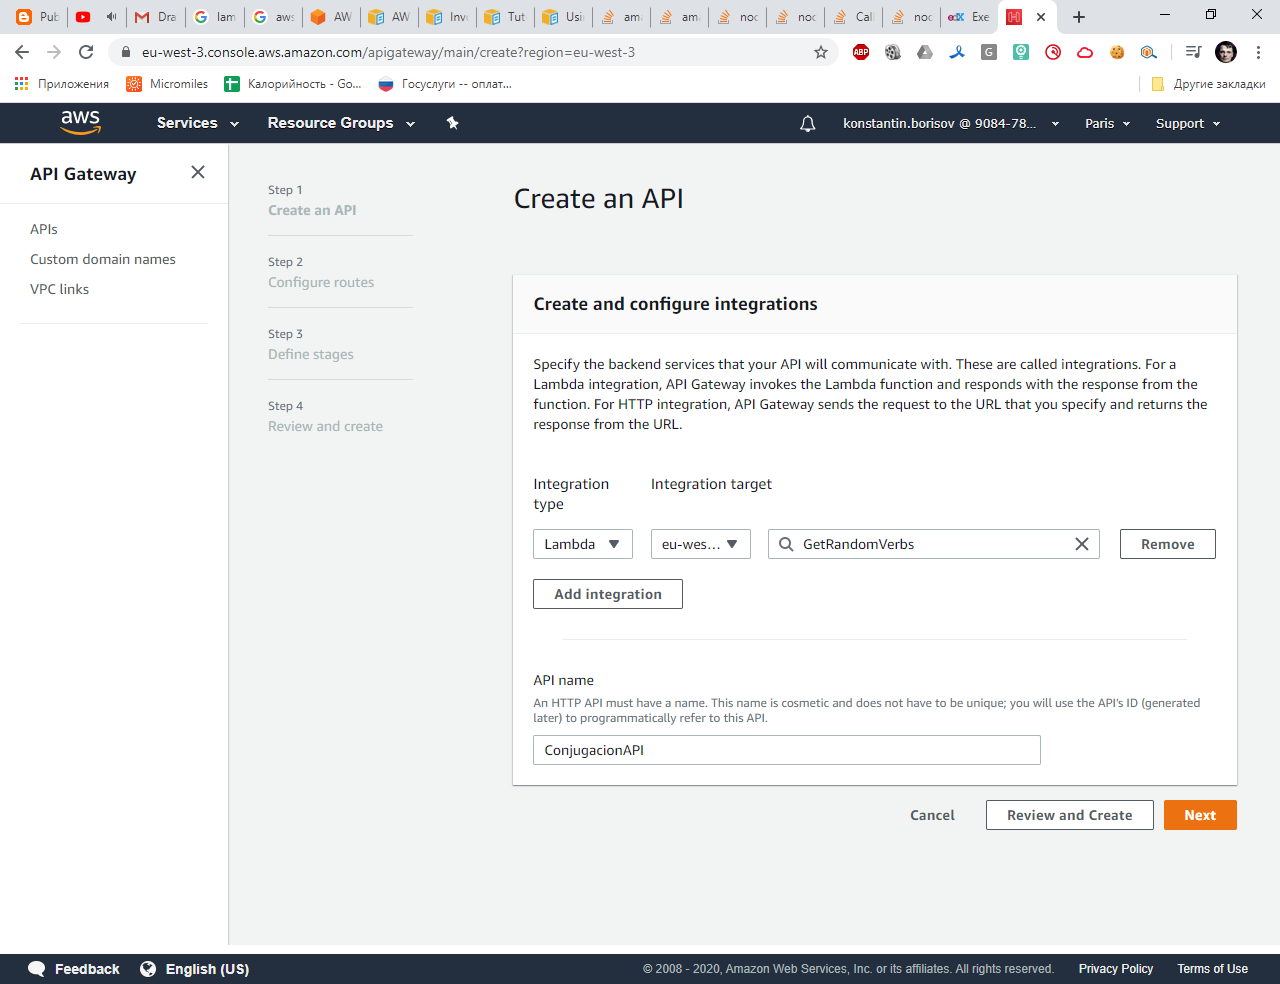 Pub
Dra
lam
aws
AW
AW
Invo
Tut
Usi
ama
ama
nod
nod
Call
nod
edX Exe
eu-west-3.console.aws.amazon.com/apigateway/main/create?region=eu-west-3
ABP
G
Приложения
Micromiles
Калорийность - Go...
Госуслуги -- оплат...
Другие закладки
aws
Services
Resource Groups
konstantin.borisov @ 9084-78...
Paris
Support
API Gateway
APIs
Custom domain names
VPC links
Step 1
Create an API
Step 2
Configure routes
Step 3
Define stages
Step 4
Review and create
Create an API
Create and configure integrations
Specify the backend services that your API will communicate with. These are called integrations. For a
Lambda integration, API Gateway invokes the Lambda function and responds with the response from the
function. For HTTP integration, API Gateway sends the request to the URL that you specify and returns the
response from the URL.
Integration
type
Integration target
Lambda
eu-wes...
GetRandomVerbs
Remove
Add integration
API name
An HTTP API must have a name. This name is cosmetic and does not have to be unique; you will use the API's ID (generated
later) to programmatically refer to this API.
ConjugacionAPI
Cancel
Review and Create
Next
Feedback
English (US)
© 2008 - 2020, Amazon Web Services, Inc. or its affiliates. All rights reserved.
Privacy Policy
Terms of Use